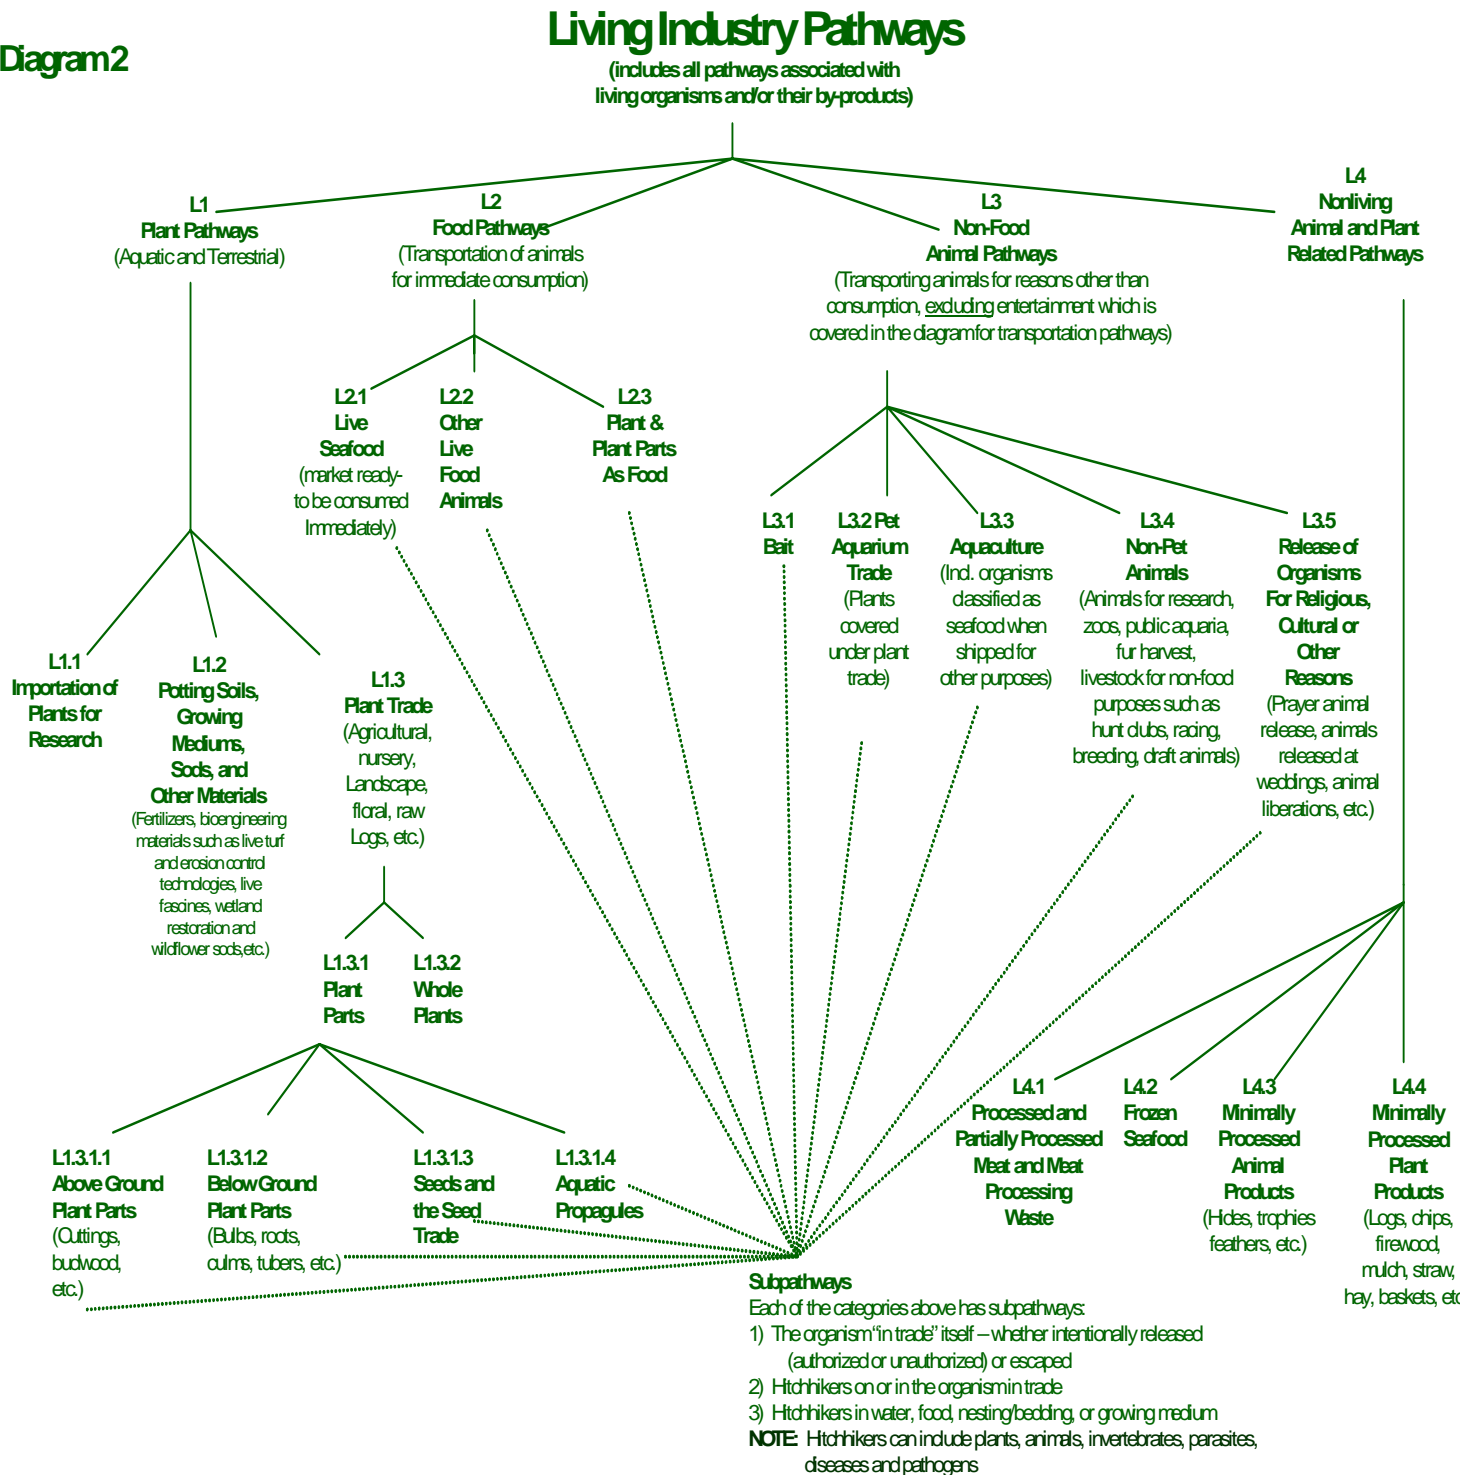 Living Industry Pathways
Diagram 2
(includes all pathways associated with
living organisms and/or their by-products)
L1
Plant Pathways
(Aquatic and Terrestrial)
L2
Food Pathways
(Transportation of animals
for immediate consumption)
L3
Non-Food
Animal Pathways
(Transporting animals for reasons other than
consumption, excluding entertainment which is
covered in the diagram for transportation pathways)
L4
Nonliving
Animal and Plant
Related Pathways
L2.1
Live
Seafood
(market ready-
to be consumed
Immediately)
L2.2
Other
Live
Food
Animals
L2.3
Plant &
Plant Parts
As Food
L3.1
Bait
L3.2 Pet
Aquarium
Trade
(Plants
covered
under plant
trade)
L3.3
Aquaculture
(Incl. organisms
classified as
seafood when
shipped for
other purposes)
L3.4
Non-Pet
Animals
(Animals for research,
zoos, public aquaria,
fur harvest,
livestock for non-food
purposes such as
hunt clubs, racing,
breeding, draft animals)
L3.5
Release of
Organisms
For Religious,
Cultural or
Other
Reasons
(Prayer animal
release, animals
released at
weddings, animal
liberations, etc.)
L1.1
Importation of
Plants for
Research
L1.2
Potting Soils,
Growing
Mediums,
Sods, and
Other Materials
(Fertilizers, bioengineering
materials such as live turf
and erosion control
technologies, live
fascines, wetland
restoration and
wildflower sods,etc.)
L1.3
Plant Trade
(Agricultural,
nursery,
Landscape,
floral, raw
Logs, etc.)
L1.3.1
Plant
Parts
L1.3.2
Whole
Plants
L1.3.1.1
Above Ground
Plant Parts
(Cuttings,
budwood,
etc.)
L1.3.1.2
Below Ground
Plant Parts
(Bulbs, roots,
culms, tubers, etc.)
L1.3.1.3
Seeds and
the Seed
Trade
L1.3.1.4
Aquatic
Propagules
L4.1
Processed and
Partially Processed
Meat and Meat
Processing
Waste
L4.2
Frozen
Seafood
L4.3
Minimally
Processed
Animal
Products
(Hides, trophies
feathers, etc.)
L4.4
Minimally
Processed
Plant
Products
(Logs, chips,
firewood,
mulch, straw,
hay, baskets, etc
Subpathways
Each of the categories above has subpathways:
1) The organism "in trade" itself – whether intentionally released
(authorized or unauthorized) or escaped
2) Hitchhikers on or in the organism in trade
3) Hitchhikers in water, food, nesting/bedding, or growing medium
NOTE: Hitchhikers can include plants, animals, invertebrates, parasites,
diseases and pathogens